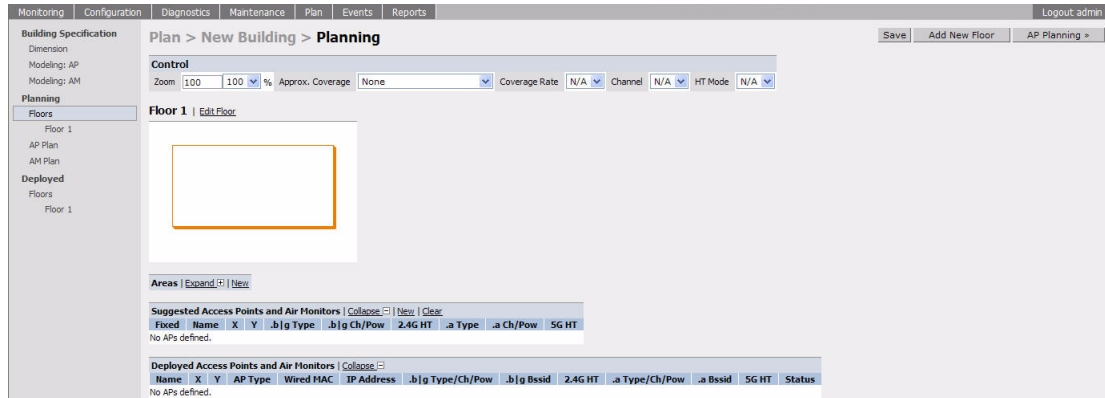 Monitoring Configuration Diagnostics Maintenance Plan Events Reports Logout admin
Building Specification
Dimension
Modeling: AP
Modeling: AM
Planning
Floors
Floor 1
AP Plan
AM Plan
Deployed
Floors
Floor 1
Plan > New Building > Planning
Save Add New Floor AP Planning »
Control
Zoom 100 100 % Approx. Coverage None Coverage Rate N/A Channel N/A HT Mode N/A
Floor 1 | Edit Floor
Areas | Expand | New
Suggested Access Points and Air Monitors | Collapse | New | Clear
Fixed Name X Y .b|g Type .b|g Ch/Pow 2.4G HT .a Type .a Ch/Pow 5G HT
No APs defined.
Deployed Access Points and Air Monitors | Collapse
Name X Y AP Type Wired MAC IP Address .b|g Type/Ch/Pow .b|g Bssid 2.4G HT .a Type/Ch/Pow .a Bssid 5G HT Status
No APs defined.